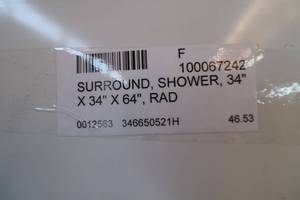 F
100067242
SURROUND, SHOWER, 34"
X 34" X 64", RAD
0012563 346650521H 46.53